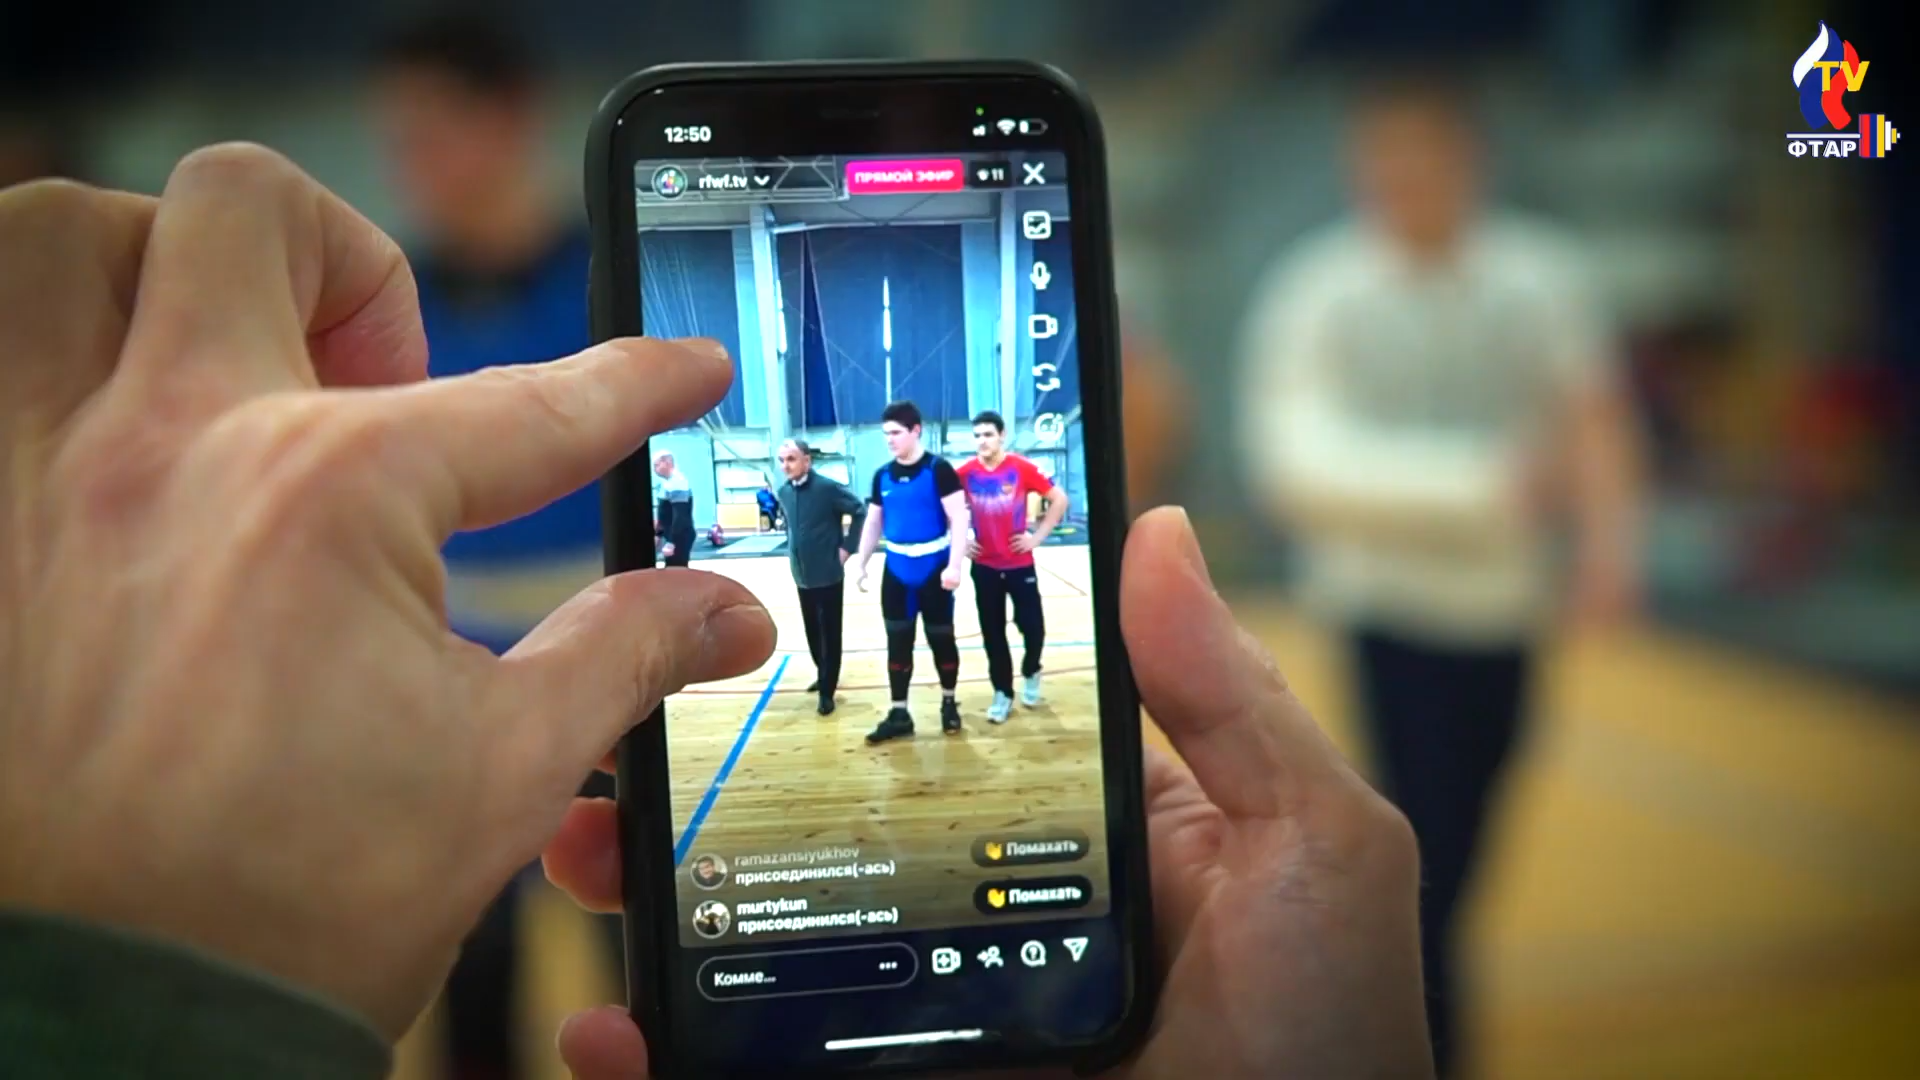 TV
ФТАР
12:50
rfwf.tv
ПРЯМОЙ ЭФИР
11
ramazansiyukhov
присоединился(-ась)
Помахать
murtykun
присоединился(-ась)
Помахать
Комме...